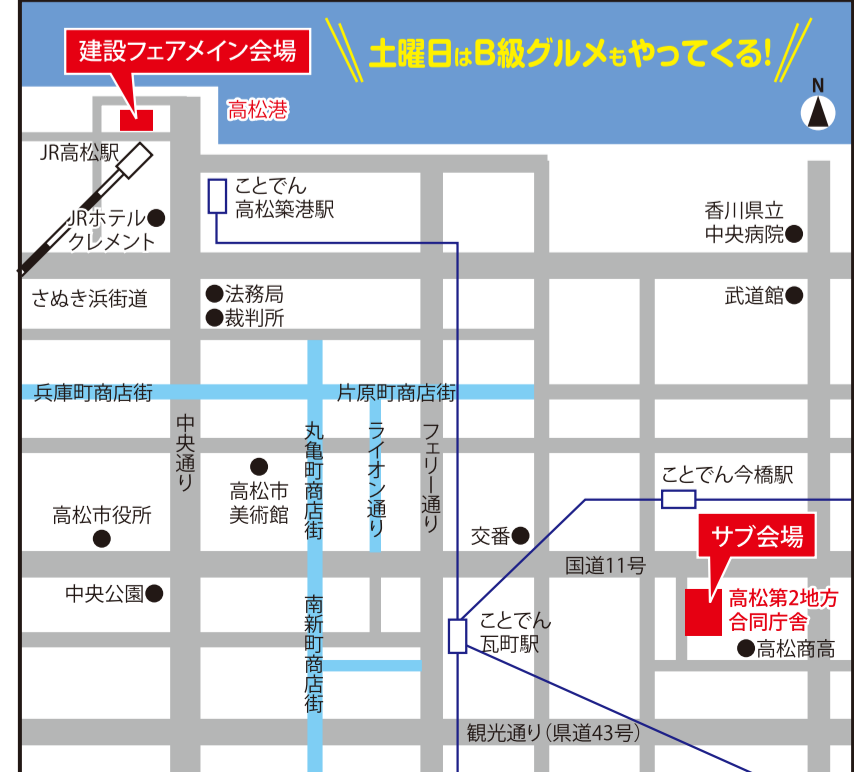 土曜日はB級グルメもやってくる!
建設フェアメイン会場
N
高松港
JR高松駅
ことでん
高松築港駅
JRホテル
クレメント
香川県立
中央病院
さぬき浜街道
法務局
裁判所
武道館
兵庫町商店街
片原町商店街
中央通り
丸亀町商店街
ライオン通り
フェリー通り
高松市
美術館
ことでん今橋駅
高松市役所
交番
サブ会場
国道11号
中央公園
高松第2地方
合同庁舎
南新町商店街
ことでん
瓦町駅
高松商高
観光通り(県道43号)